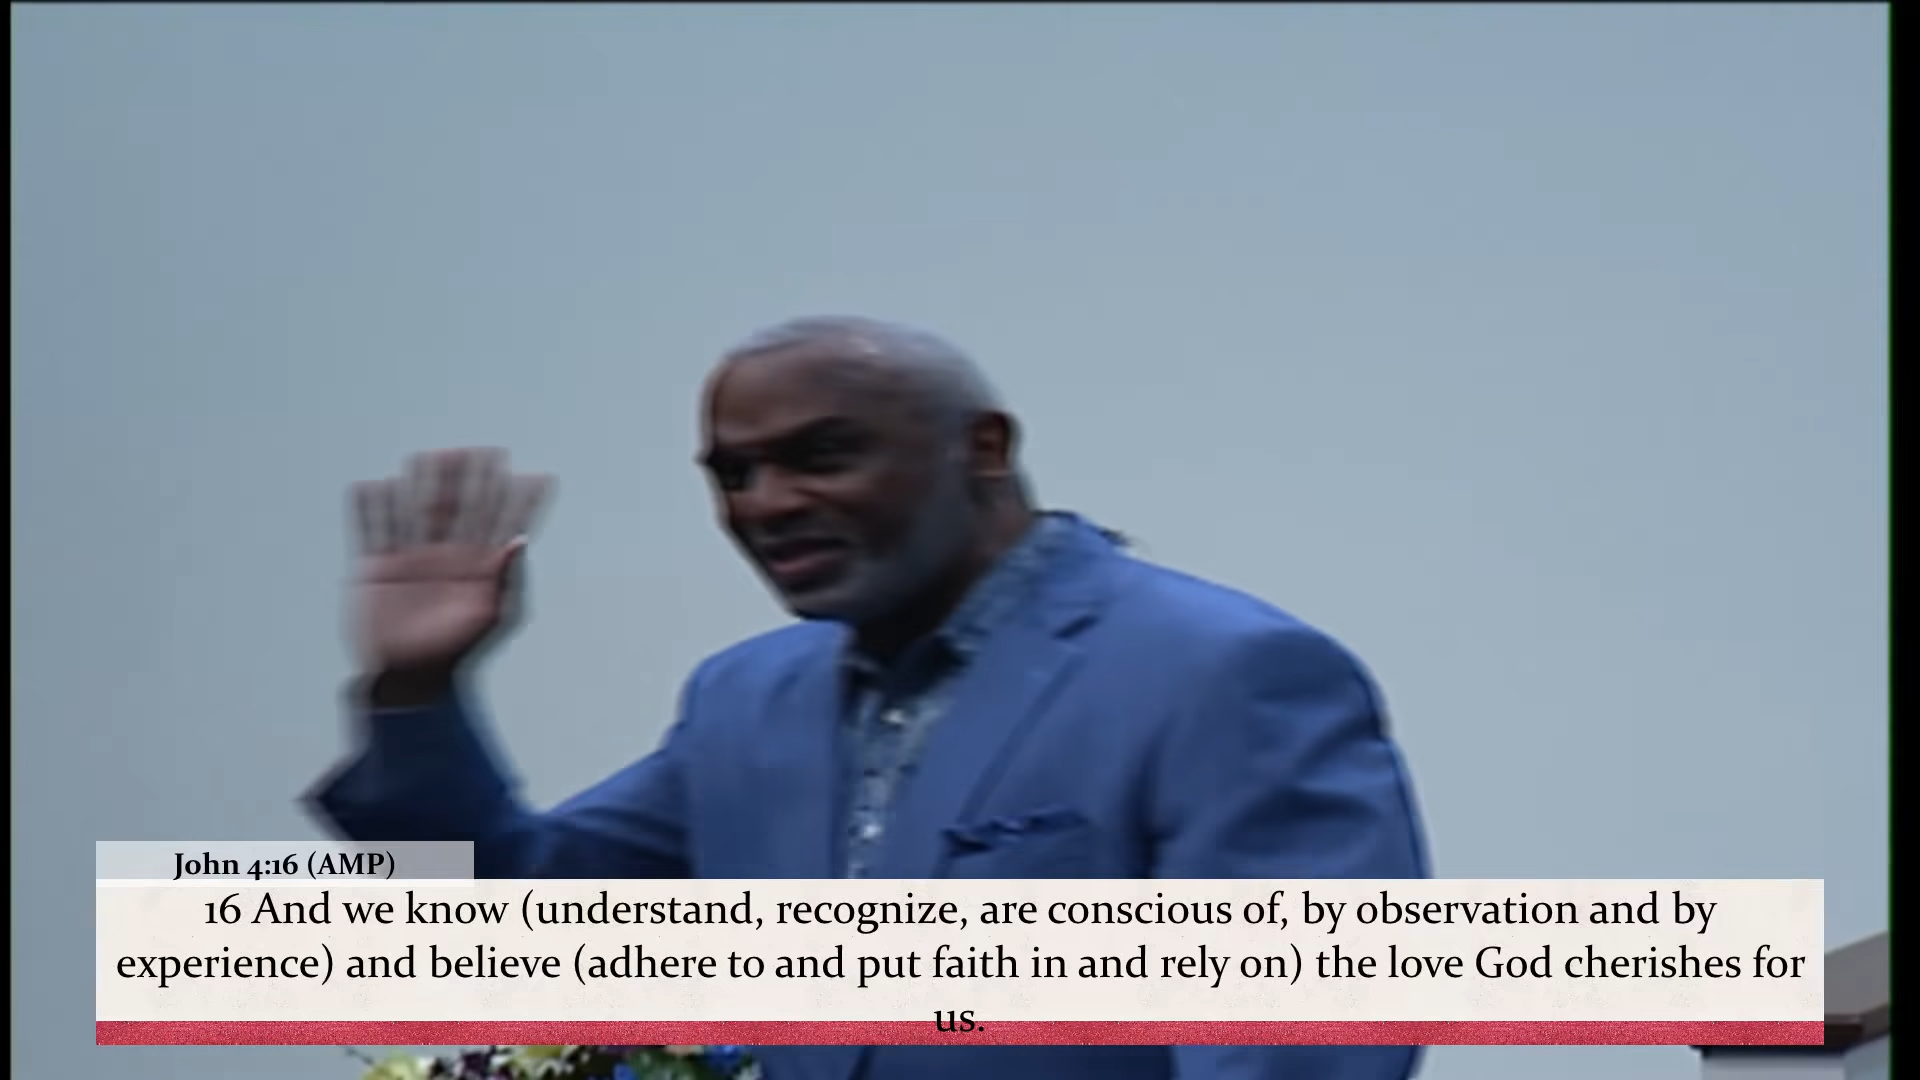 John 4:16 (AMP)
16 And we know (understand, recognize, are conscious of, by observation and by
experience) and believe (adhere to and put faith in and rely on) the love God cherishes for
us.